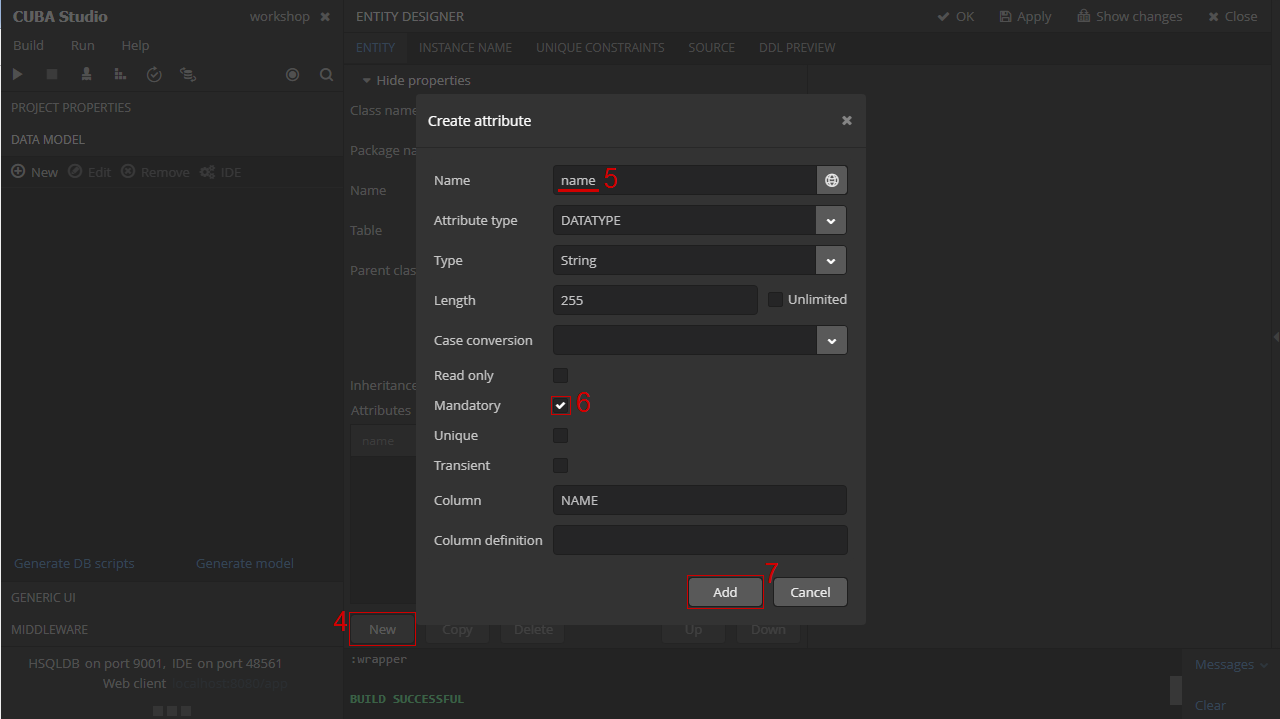 CUBA Studio
workshop
Build Run Help
PROJECT PROPERTIES
DATA MODEL
New Edit Remove IDE
Generate DB scripts Generate model
GENERIC UI
MIDDLEWARE
HSQLDB on port 9001, IDE on port 48561
Web client localhost:8080/app
ENTITY DESIGNER
OK Apply Show changes Close
ENTITY INSTANCE NAME UNIQUE CONSTRAINTS SOURCE DDL PREVIEW
Hide properties
Class name
Package na
Name
Table
Parent clas
Inheritance
Attributes
name
4 New Copy Delete Up Down
Create attribute
Name name 5
Attribute type DATATYPE
Type String
Length 255 Unlimited
Case conversion
Read only
Mandatory 6
Unique
Transient
Column NAME
Column definition
Add 7 Cancel
:wrapper
BUILD SUCCESSFUL
Messages
Clear